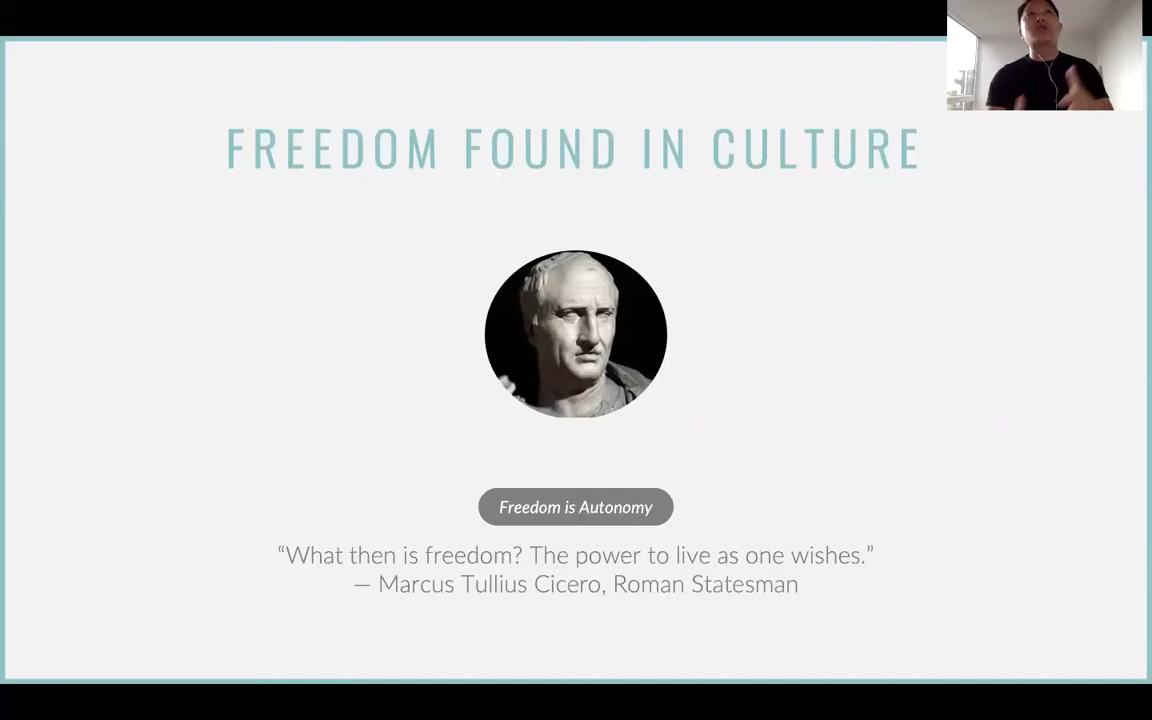 FREEDOM FOUND IN CULTURE
Freedom is Autonomy
“What then is freedom? The power to live as one wishes.”
— Marcus Tullius Cicero, Roman Statesman